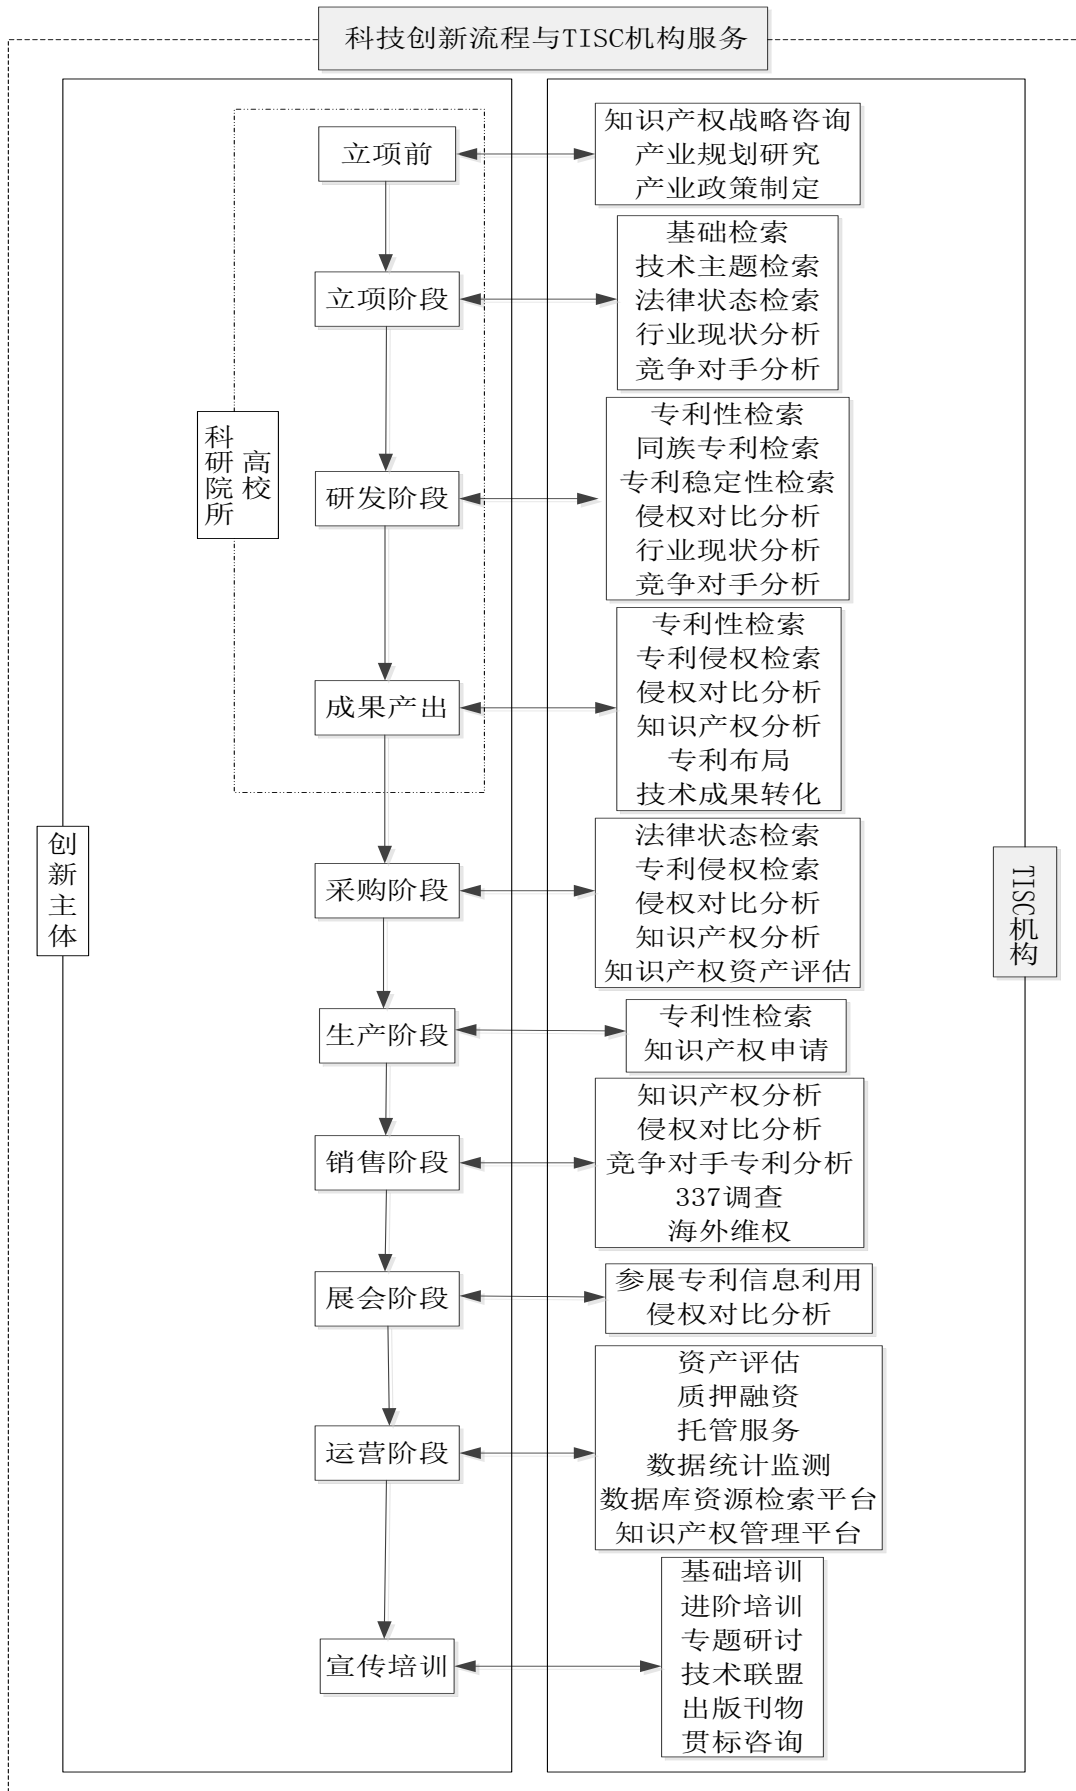 科技创新流程与TISC机构服务
立项前
知识产权战略咨询
产业规划研究
产业政策制定
立项阶段
基础检索
技术主题检索
法律状态检索
行业现状分析
竞争对手分析
科研院所
高校
研发阶段
专利性检索
同族专利检索
专利稳定性检索
侵权对比分析
行业现状分析
竞争对手分析
成果产出
专利性检索
专利侵权检索
侵权对比分析
知识产权分析
专利布局
技术成果转化
创新主体
采购阶段
法律状态检索
专利侵权检索
侵权对比分析
知识产权分析
知识产权资产评估
TISC机构
生产阶段
专利性检索
知识产权申请
销售阶段
知识产权分析
侵权对比分析
竞争对手专利分析
337调查
海外维权
展会阶段
参展专利信息利用
侵权对比分析
运营阶段
资产评估
质押融资
托管服务
数据统计监测
数据库资源检索平台
知识产权管理平台
宣传培训
基础培训
进阶培训
专题研讨
技术联盟
出版刊物
贯标咨询